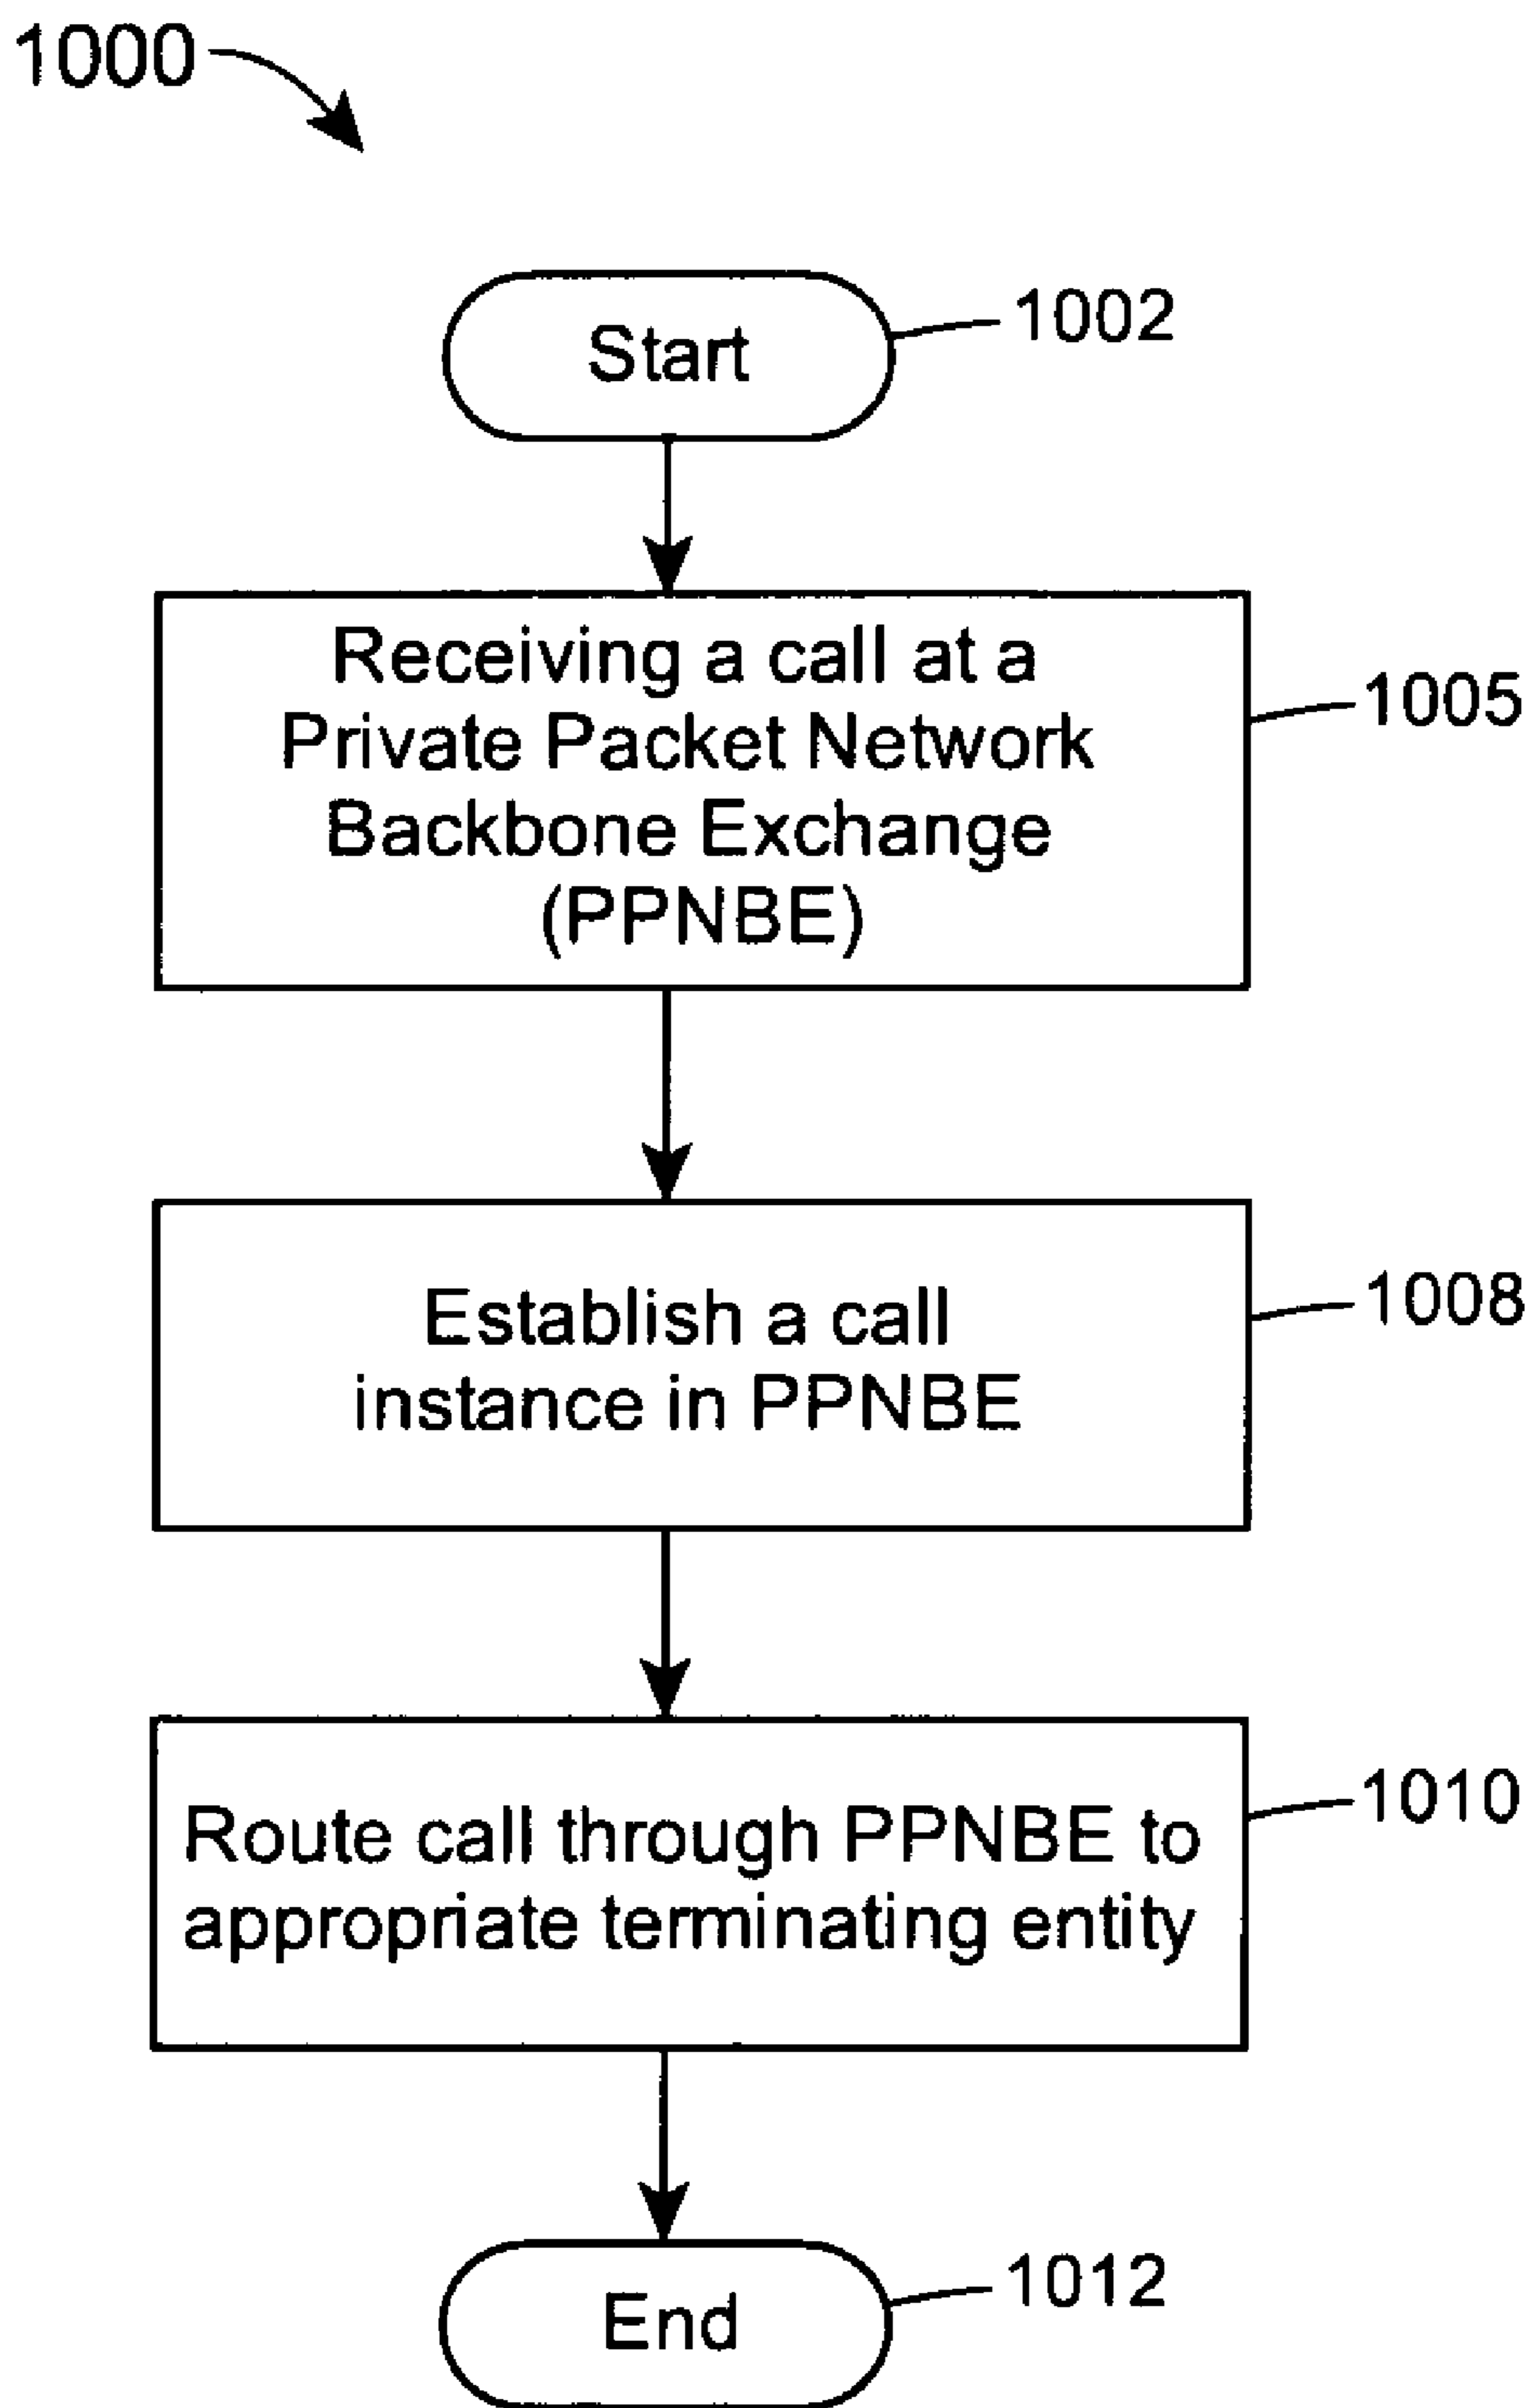 1000
Start
1002
Receiving a call at a
Private Packet Network
Backbone Exchange
(PPNBE)
1005
Establish a call
instance in PPNBE
1008
Route call through PPNBE to
appropriate terminating entity
1010
End
1012